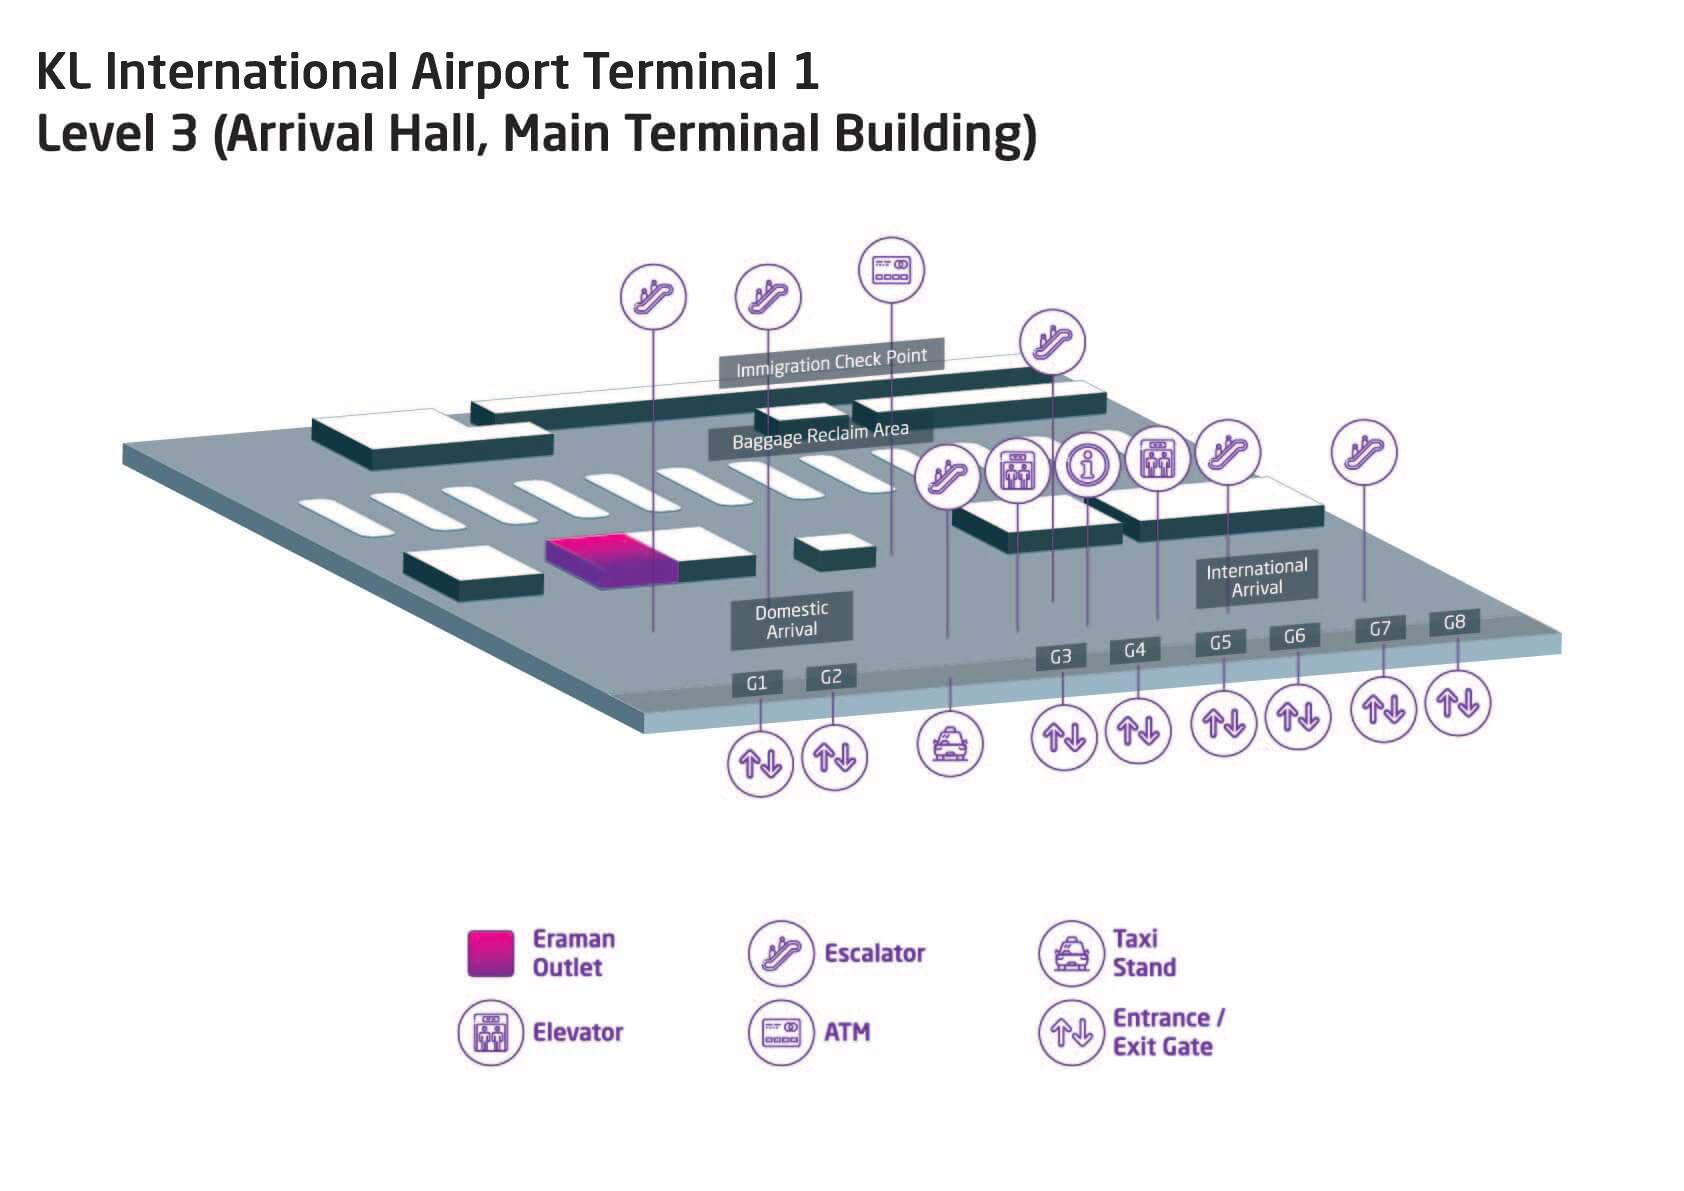 KL International Airport Terminal 1
Level 3 (Arrival Hall, Main Terminal Building)
Immigration Check Point
Baggage Reclaim Area
International
Arrival
Domestic
Arrival
G1
G2
G3
G4
G5
G6
G7
G8
Eraman
Outlet
Escalator
Taxi
Stand
Elevator
ATM
Entrance /
Exit Gate